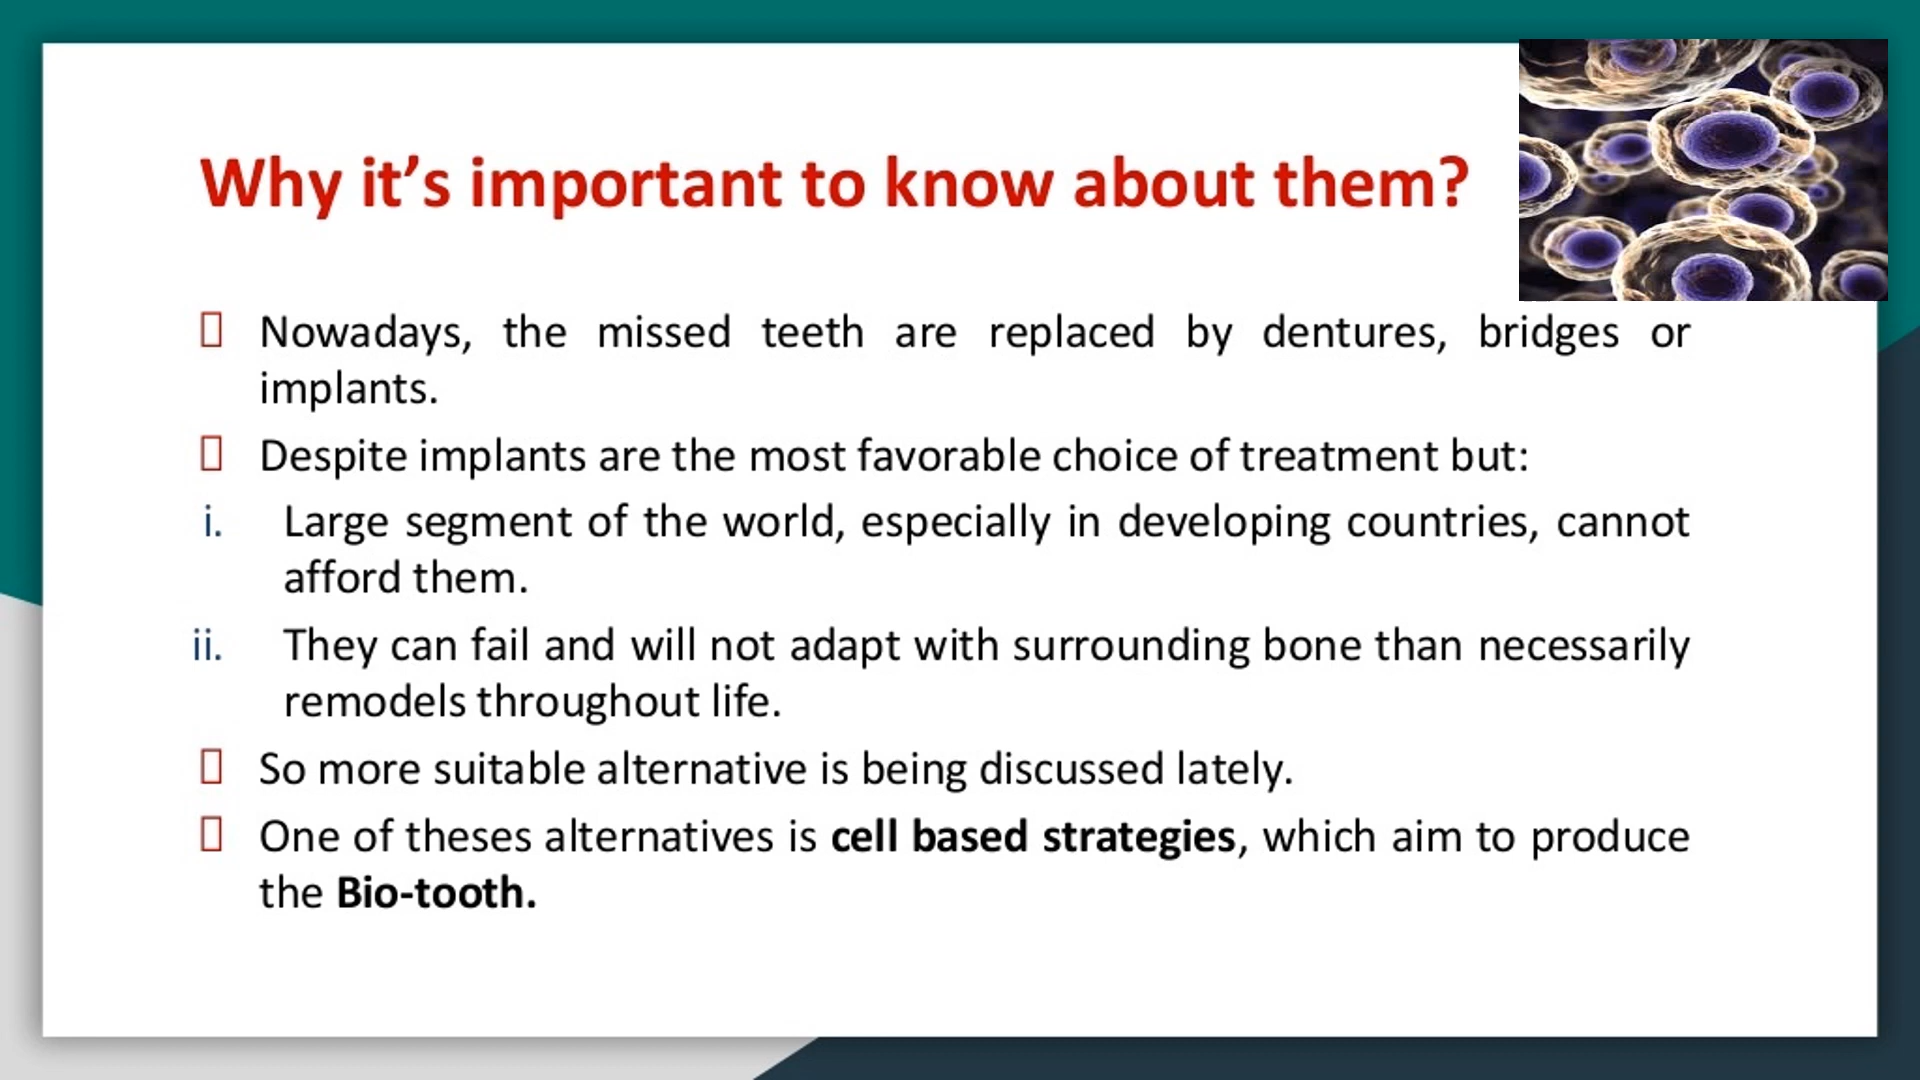 Why it’s important to know about them?
Nowadays, the missed teeth are replaced by dentures, bridges or
implants.
Despite implants are the most favorable choice of treatment but:
i. Large segment of the world, especially in developing countries, cannot
afford them.
ii. They can fail and will not adapt with surrounding bone than necessarily
remodels throughout life.
So more suitable alternative is being discussed lately.
One of theses alternatives is cell based strategies, which aim to produce
the Bio-tooth.